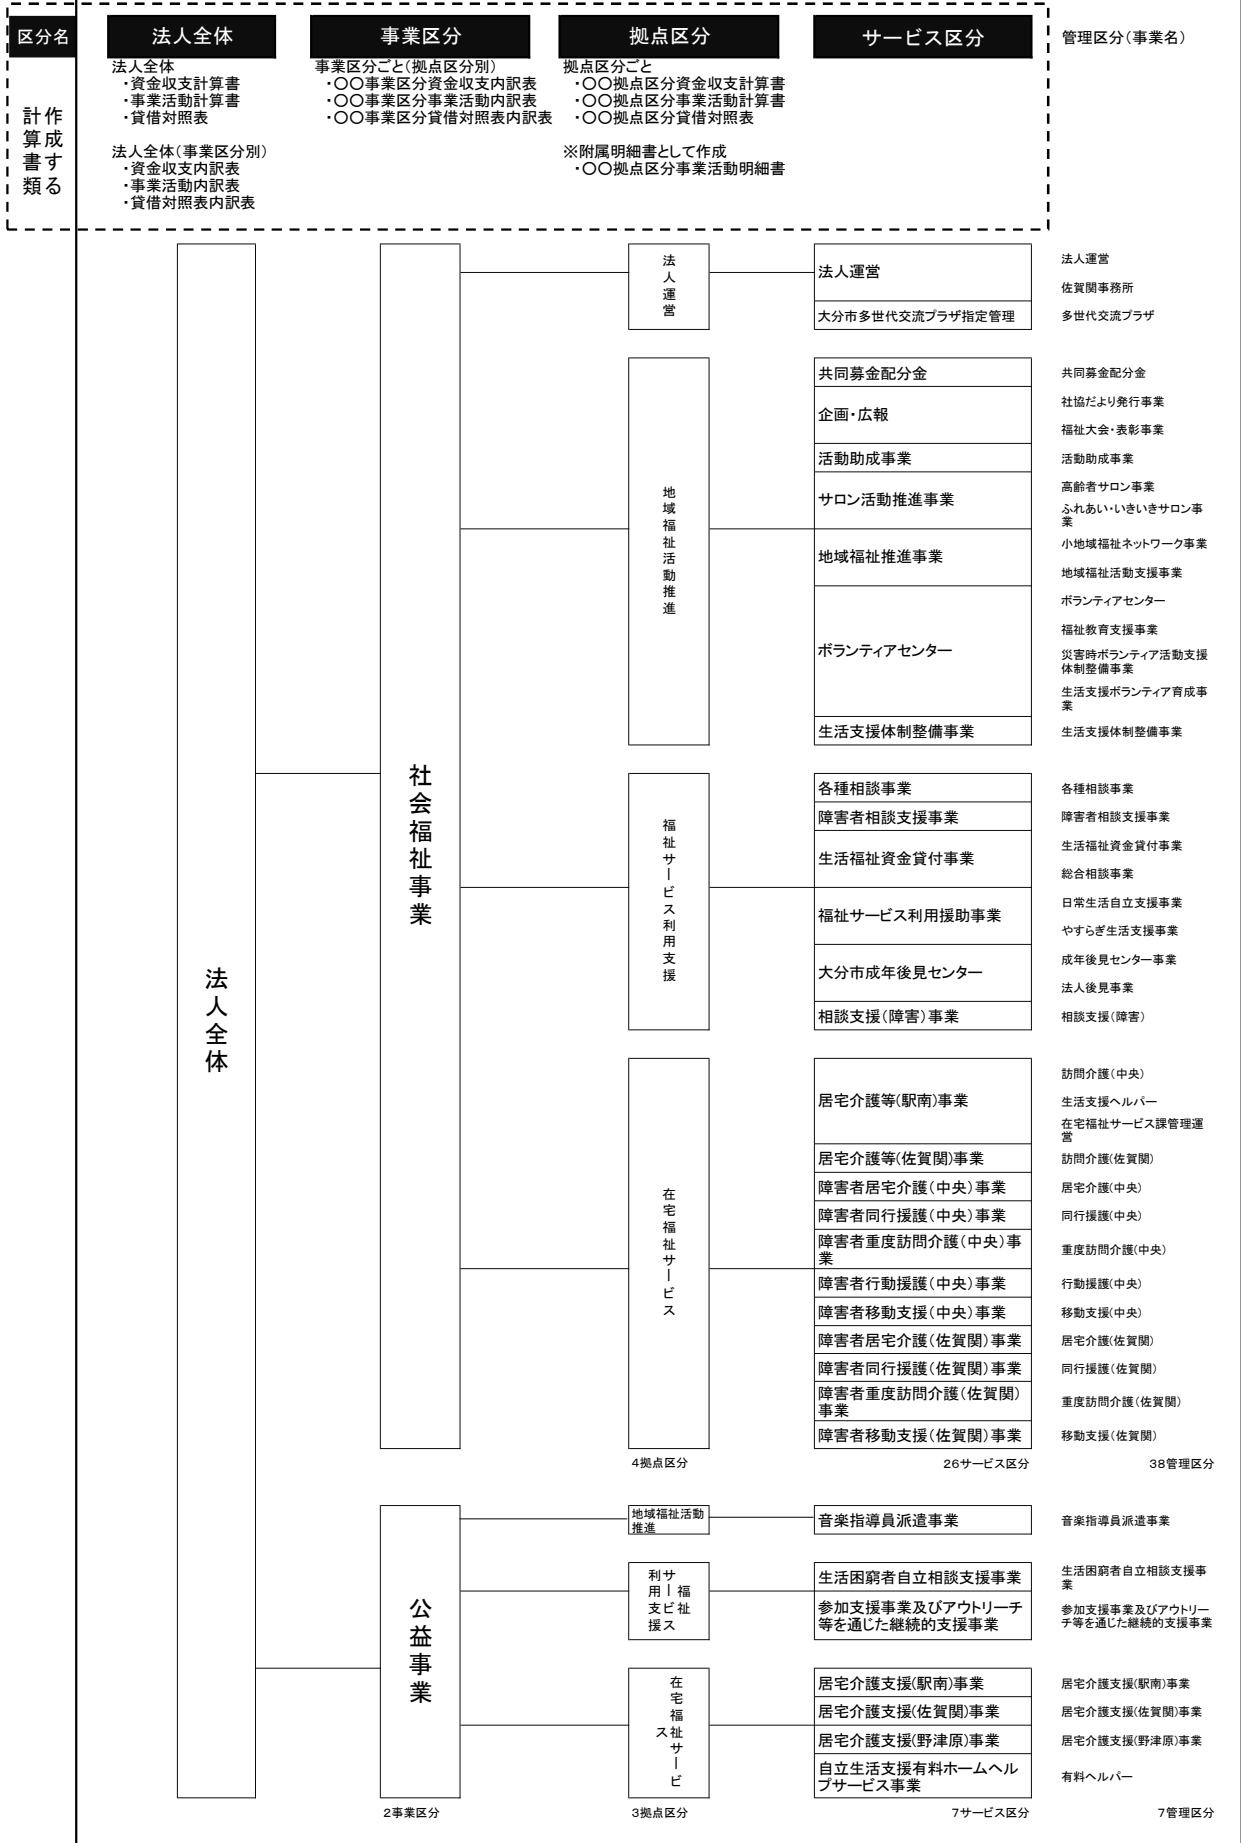 区分名
法人全体
事業区分
拠点区分
サービス区分
管理区分(事業名)
作成する
計算書類
法人全体
・資金収支計算書
・事業活動計算書
・貸借対照表
法人全体(事業区分別)
・資金収支内訳表
・事業活動内訳表
・貸借対照表内訳表
事業区分ごと(拠点区分別)
・〇〇事業区分資金収支内訳表
・〇〇事業区分事業活動内訳表
・〇〇事業区分貸借対照表内訳表
拠点区分ごと
・〇〇拠点区分資金収支計算書
・〇〇拠点区分事業活動計算書
・〇〇拠点区分貸借対照表
※附属明細書として作成
・〇〇拠点区分事業活動明細書
法人全体
社会福祉事業
法人運営
法人運営
法人運営
佐賀関事務所
大分市多世代交流プラザ指定管理
多世代交流プラザ
地域福祉活動推進
共同募金配分金
共同募金配分金
企画・広報
社協だより発行事業
福祉大会・表彰事業
活動助成事業
活動助成事業
サロン活動推進事業
高齢者サロン事業
ふれあい・いきいきサロン事
業
地域福祉推進事業
小地域福祉ネットワーク事業
地域福祉活動支援事業
ボランティアセンター
ボランティアセンター
福祉教育支援事業
災害時ボランティア活動支援
体制整備事業
生活支援ボランティア育成事
業
生活支援体制整備事業
生活支援体制整備事業
福祉サービス利用支援
各種相談事業
各種相談事業
障害者相談支援事業
障害者相談支援事業
生活福祉資金貸付事業
生活福祉資金貸付事業
総合相談事業
福祉サービス利用援助事業
日常生活自立支援事業
やすらぎ生活支援事業
大分市成年後見センター
成年後見センター事業
法人後見事業
相談支援(障害)事業
相談支援(障害)
在宅福祉サービス
居宅介護等(駅南)事業
訪問介護(中央)
生活支援ヘルパー
在宅福祉サービス課管理運
営
居宅介護等(佐賀関)事業
訪問介護(佐賀関)
障害者居宅介護(中央)事業
居宅介護(中央)
障害者同行援護(中央)事業
同行援護(中央)
障害者重度訪問介護(中央)事
業
重度訪問介護(中央)
障害者行動援護(中央)事業
行動援護(中央)
障害者移動支援(中央)事業
移動支援(中央)
障害者居宅介護(佐賀関)事業
居宅介護(佐賀関)
障害者同行援護(佐賀関)事業
同行援護(佐賀関)
障害者重度訪問介護(佐賀関)
事業
重度訪問介護(佐賀関)
障害者移動支援(佐賀関)事業
移動支援(佐賀関)
4拠点区分
26サービス区分
38管理区分
公益事業
地域福祉活動
推進
音楽指導員派遣事業
音楽指導員派遣事業
福祉
サービス
利用支援
生活困窮者自立相談支援事業
生活困窮者自立相談支援事
業
参加支援事業及びアウトリーチ
等を通じた継続的支援事業
参加支援事業及びアウトリー
チ等を通じた継続的支援事業
在宅福祉サービ
ス
居宅介護支援(駅南)事業
居宅介護支援(駅南)事業
居宅介護支援(佐賀関)事業
居宅介護支援(佐賀関)事業
居宅介護支援(野津原)事業
居宅介護支援(野津原)事業
自立生活支援有料ホームヘル
プサービス事業
有料ヘルパー
2事業区分
3拠点区分
7サービス区分
7管理区分